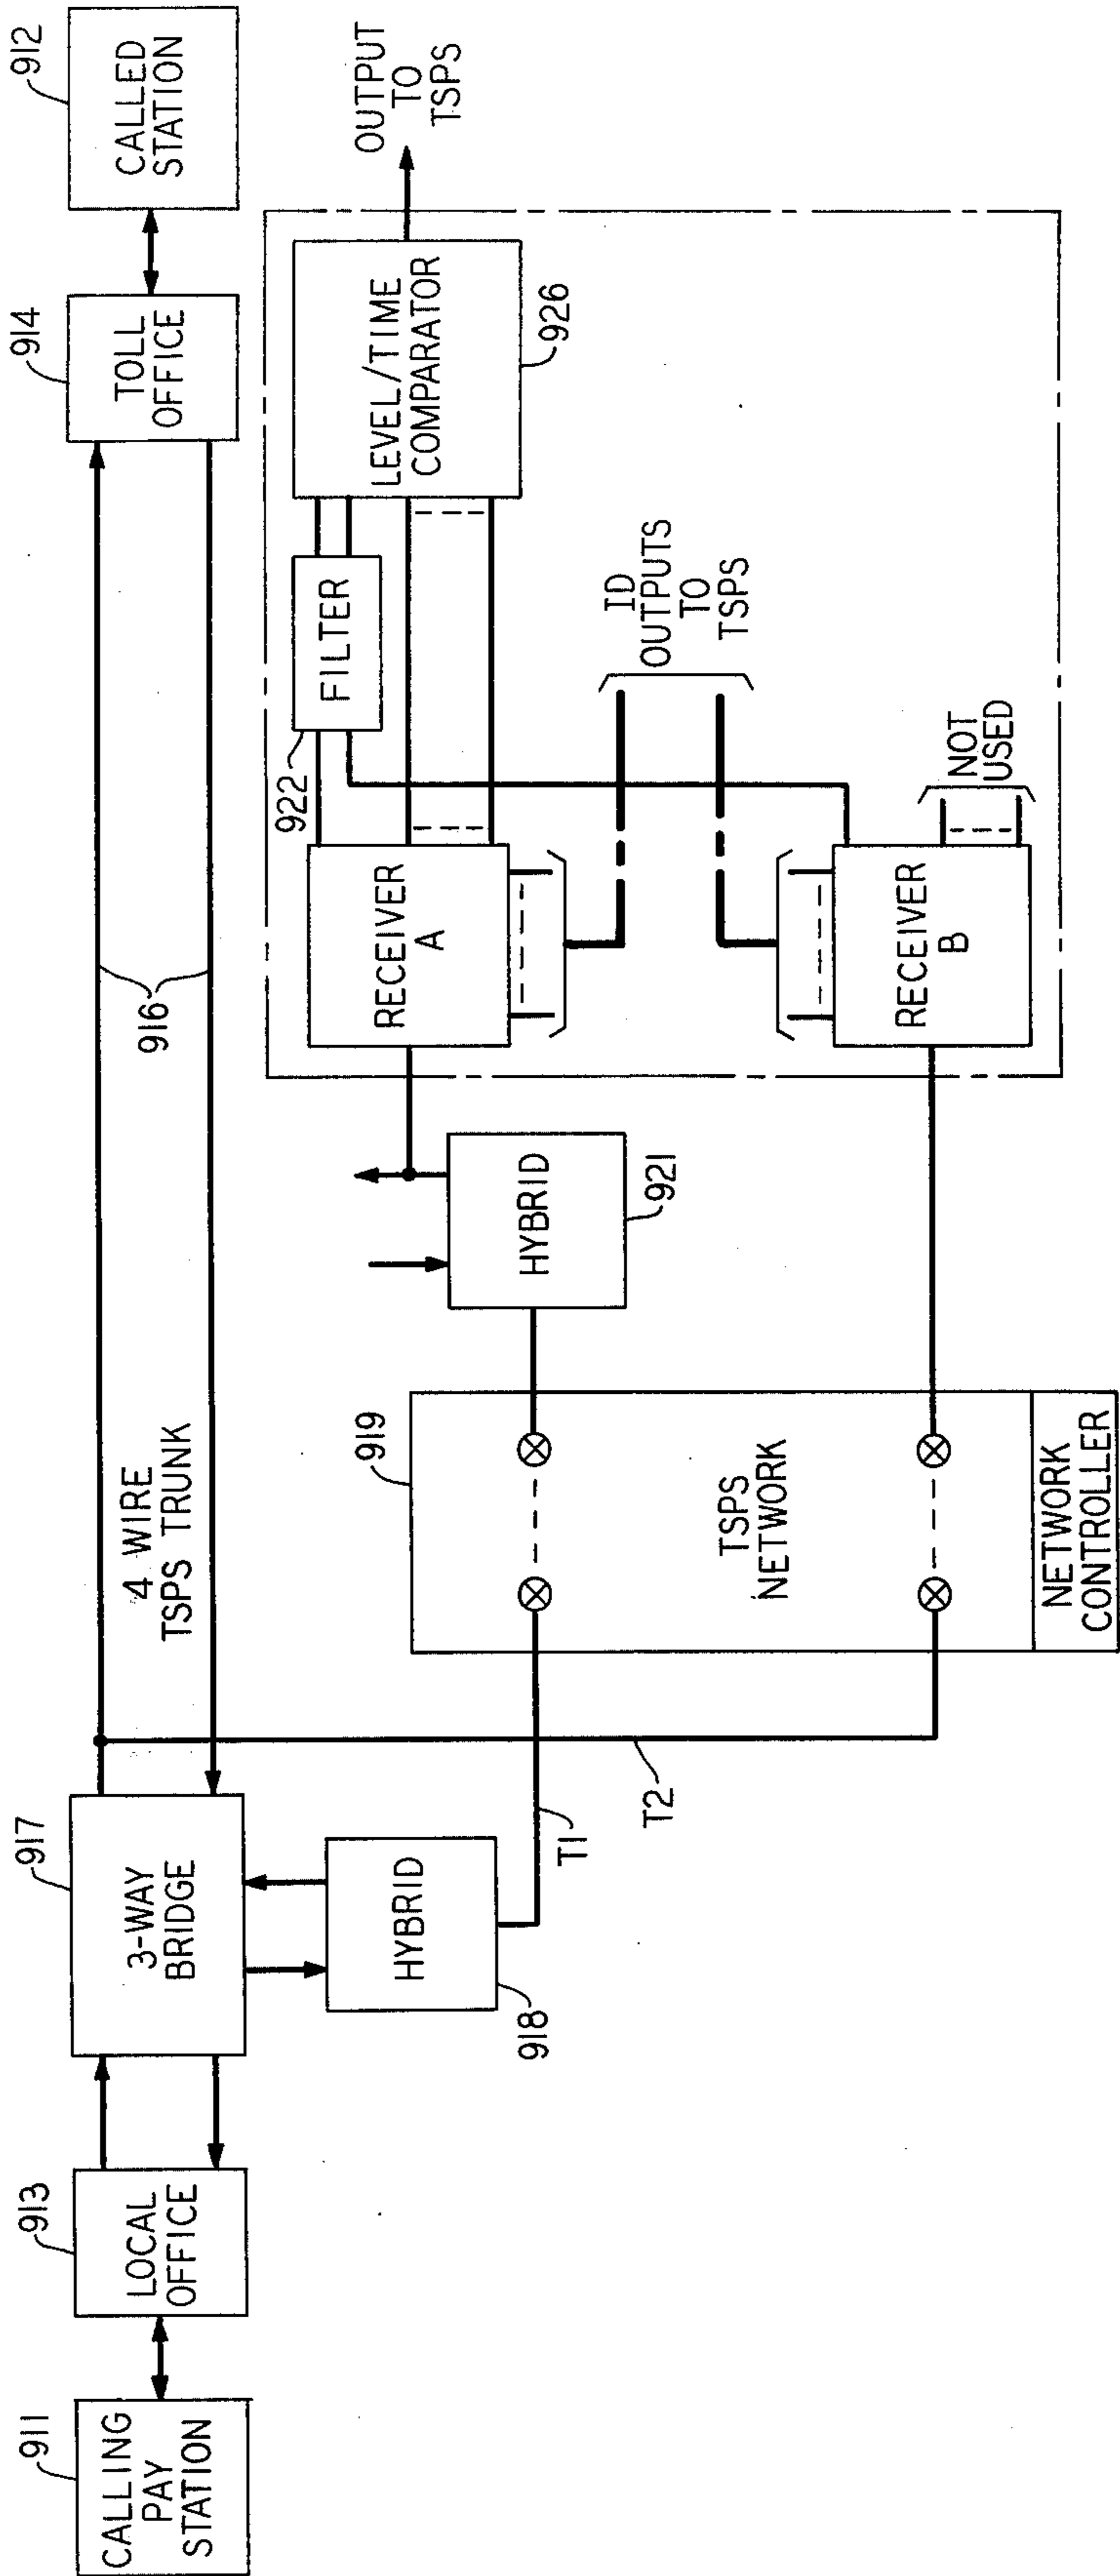 911
CALLING
PAY
STATION
913
LOCAL
OFFICE
917
3-WAY
BRIDGE
4 WIRE
TSPS TRUNK
916
914
TOLL
OFFICE
912
CALLED
STATION
HYBRID
918
T1
T2
919
TSPS
NETWORK
NETWORK
CONTROLLER
HYBRID
921
RECEIVER
A
922
FILTER
LEVEL/TIME
COMPARATOR
926
OUTPUT
TO
TSPS
ID
OUTPUTS
TO
TSPS
RECEIVER
B
NOT
USED